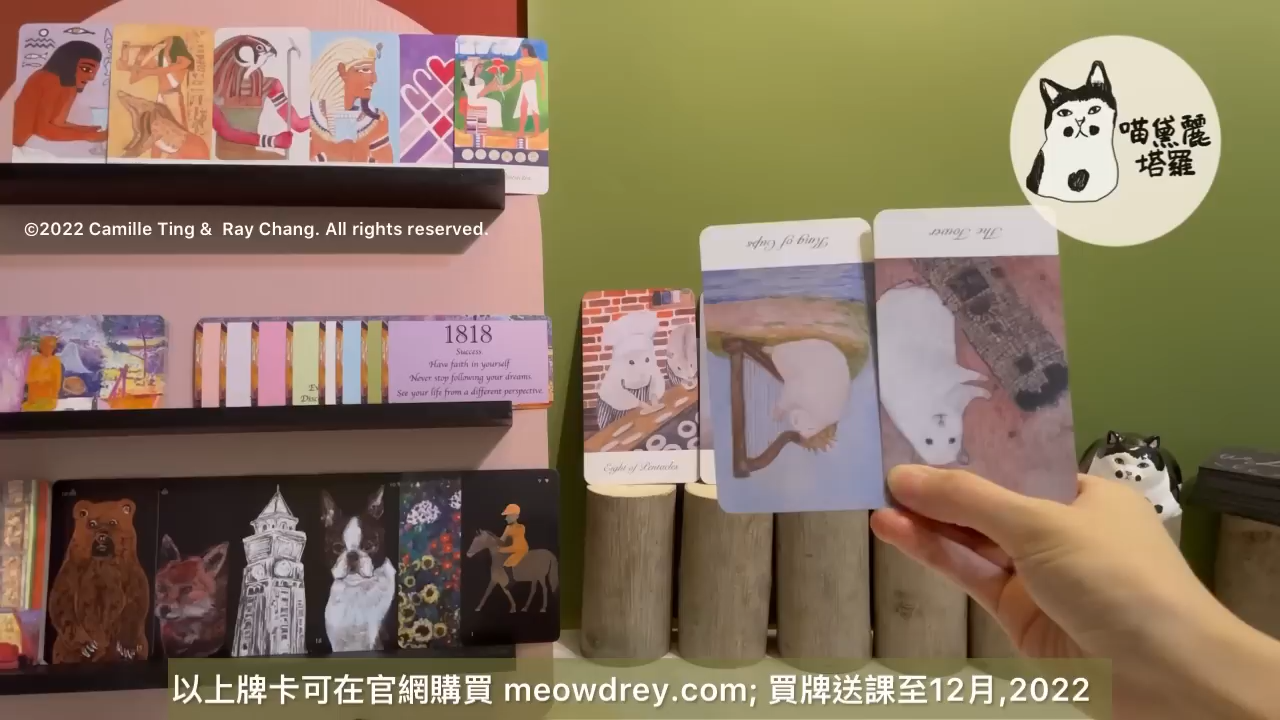 喵黛麗
塔羅
©2022 Camille Ting & Ray Chang. All rights reserved.
King of Cups
The Tower
1818
Success
Have faith in yourself
Never stop following your dreams.
See your life from a different perspective.
Eight of Pentacles
以上牌卡可在官網購買 meowdrey.com; 買牌送課至12月,2022